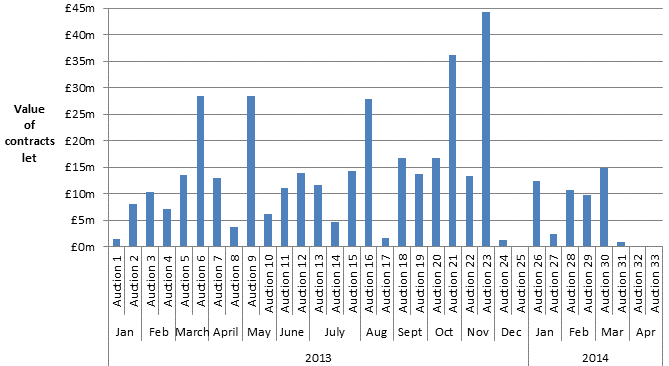 £45m
£40m
£35m
£30m
£25m
£20m
£15m
£10m
£5m
£0m
Value
of
contracts
let
Auction 1
Auction 2
Auction 3
Auction 4
Auction 5
Auction 6
Auction 7
Auction 8
Auction 9
Auction 10
Auction 11
Auction 12
Auction 13
Auction 14
Auction 15
Auction 16
Auction 17
Auction 18
Auction 19
Auction 20
Auction 21
Auction 22
Auction 23
Auction 24
Auction 25
Auction 26
Auction 27
Auction 28
Auction 29
Auction 30
Auction 31
Auction 32
Auction 33
Jan Feb March April May June July Aug Sept Oct Nov Dec Jan Feb Mar Apr
2013 2014